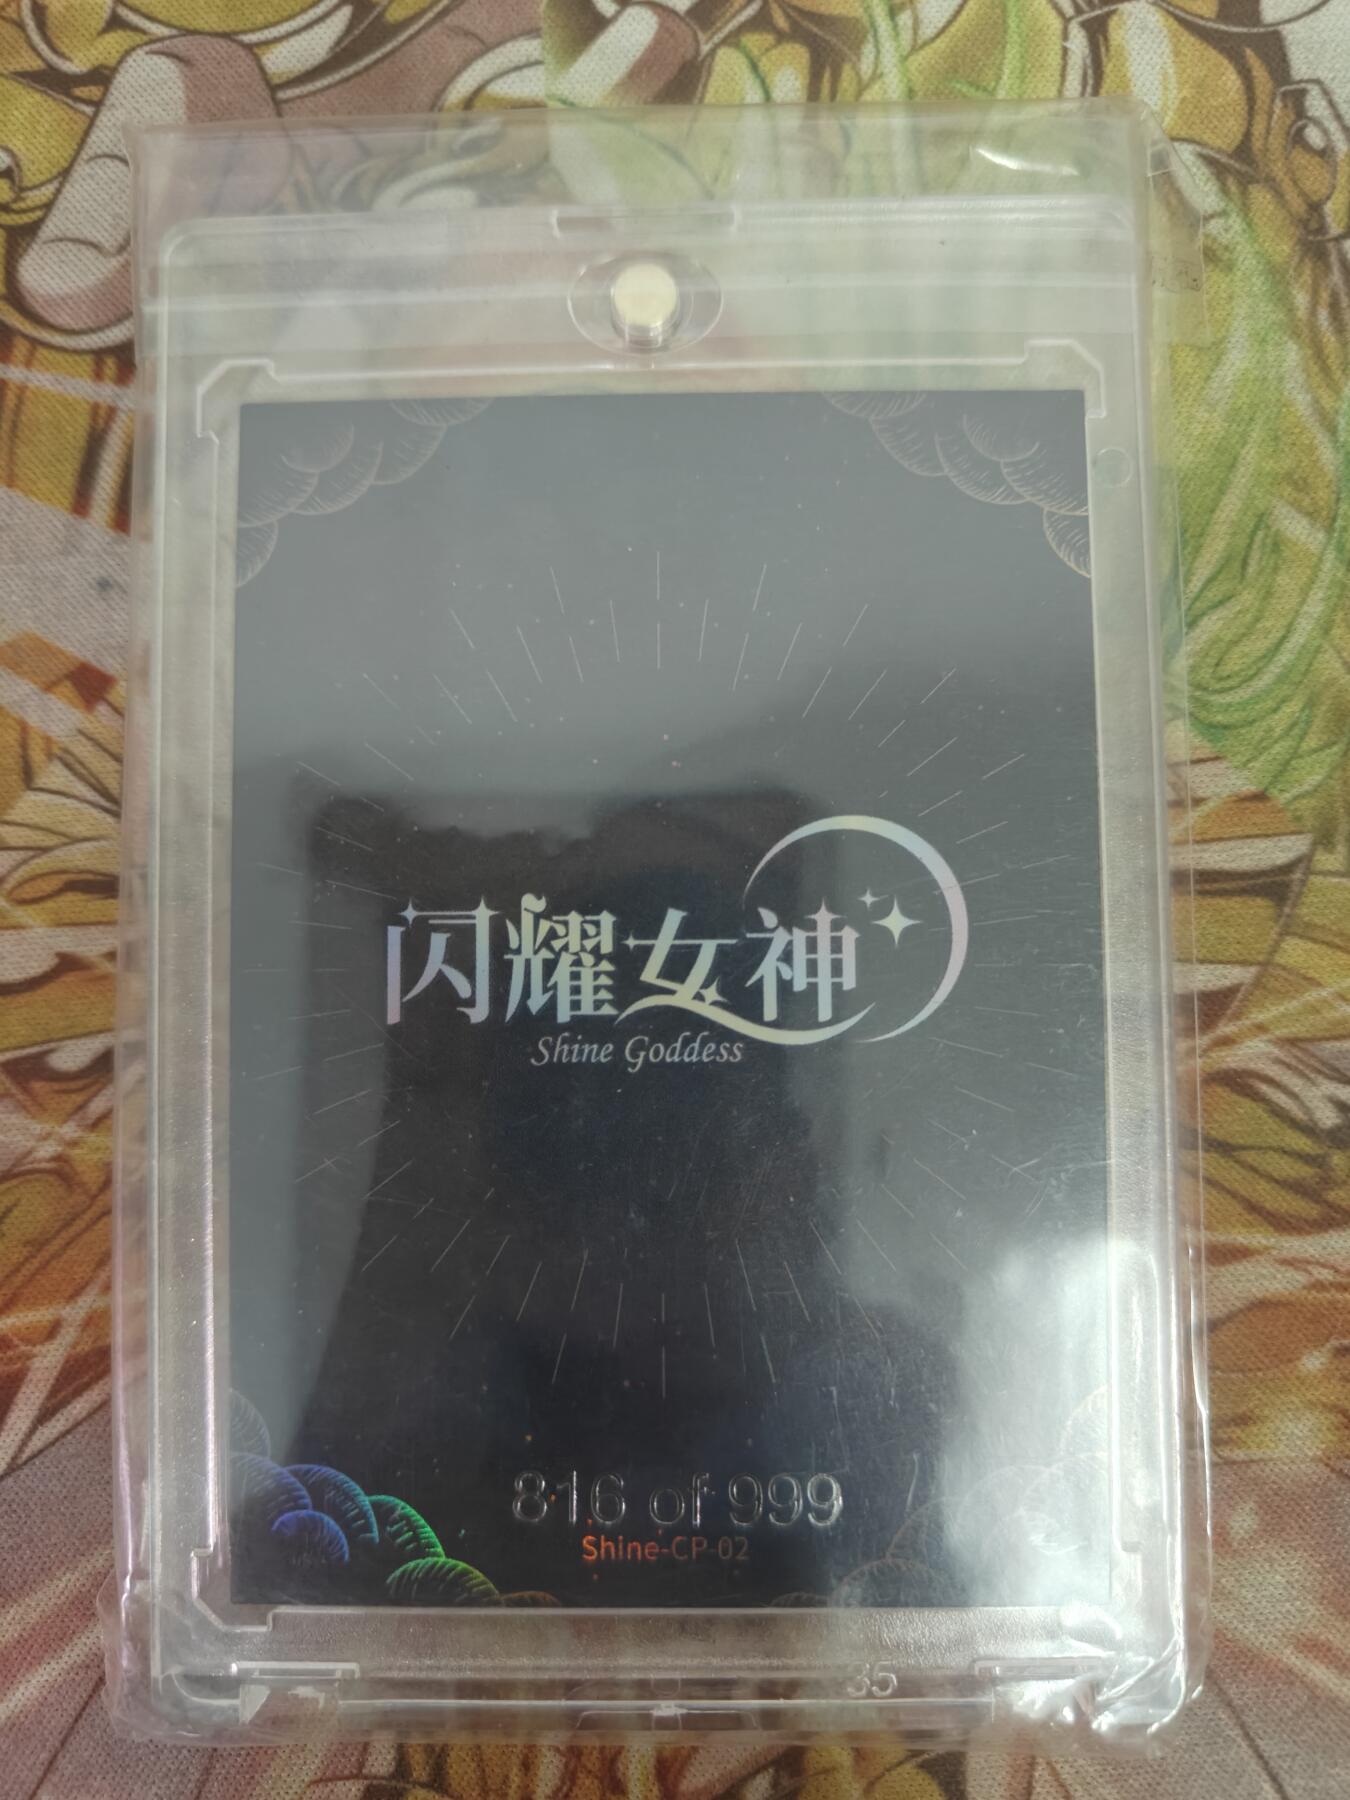 闪耀女神
Shine Goddess
816 of 999
Shine-CP-02
35